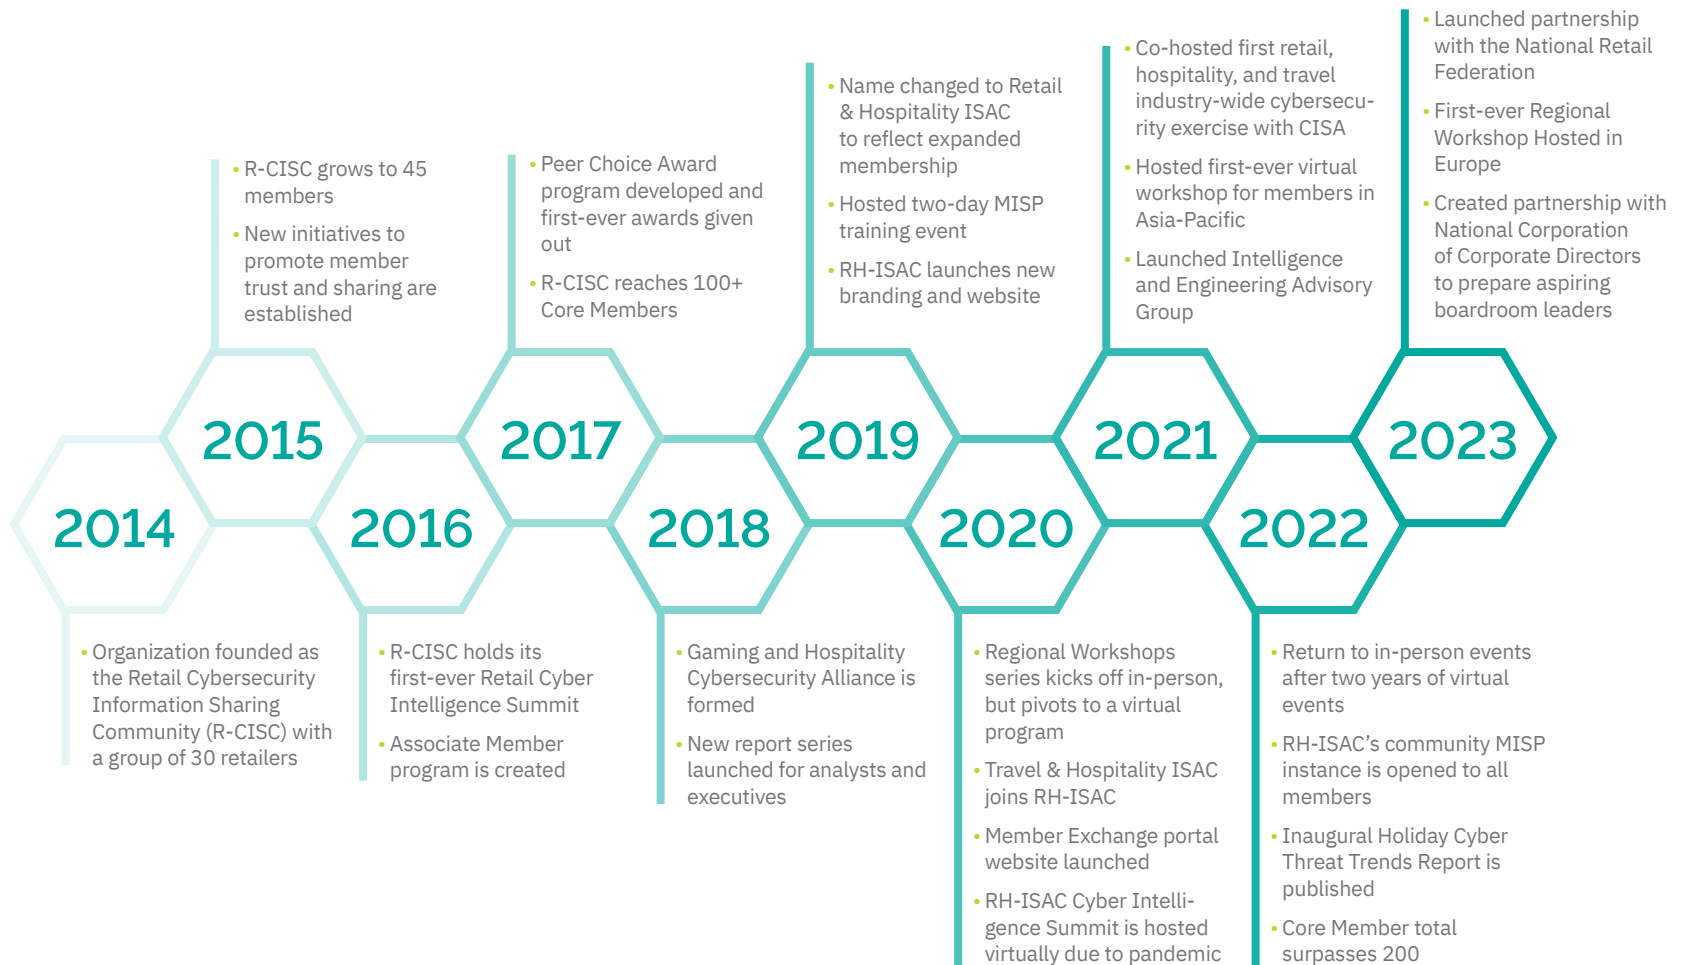 • R-CISC grows to 45
members
• New initiatives to
promote member
trust and sharing are
established
• Peer Choice Award
program developed and
first-ever awards given
out
• R-CISC reaches 100+
Core Members
• Name changed to Retail
& Hospitality ISAC
to reflect expanded
membership
• Hosted two-day MISP
training event
• RH-ISAC launches new
branding and website
• Co-hosted first retail,
hospitality, and travel
industry-wide cybersecu-
rity exercise with CISA
• Hosted first-ever virtual
workshop for members in
Asia-Pacific
• Launched Intelligence
and Engineering Advisory
Group
• Launched partnership
with the National Retail
Federation
• First-ever Regional
Workshop Hosted in
Europe
• Created partnership with
National Corporation
of Corporate Directors
to prepare aspiring
boardroom leaders
2014
2015
2016
2017
2018
2019
2020
2021
2022
2023
• Organization founded as
the Retail Cybersecurity
Information Sharing
Community (R-CISC) with
a group of 30 retailers
• R-CISC holds its
first-ever Retail Cyber
Intelligence Summit
• Associate Member
program is created
• Gaming and Hospitality
Cybersecurity Alliance is
formed
• New report series
launched for analysts and
executives
• Regional Workshops
series kicks off in-person,
but pivots to a virtual
program
• Travel & Hospitality ISAC
joins RH-ISAC
• Member Exchange portal
website launched
• RH-ISAC Cyber Intelli-
gence Summit is hosted
virtually due to pandemic
• Return to in-person events
after two years of virtual
events
• RH-ISAC’s community MISP
instance is opened to all
members
• Inaugural Holiday Cyber
Threat Trends Report is
published
• Core Member total
surpasses 200